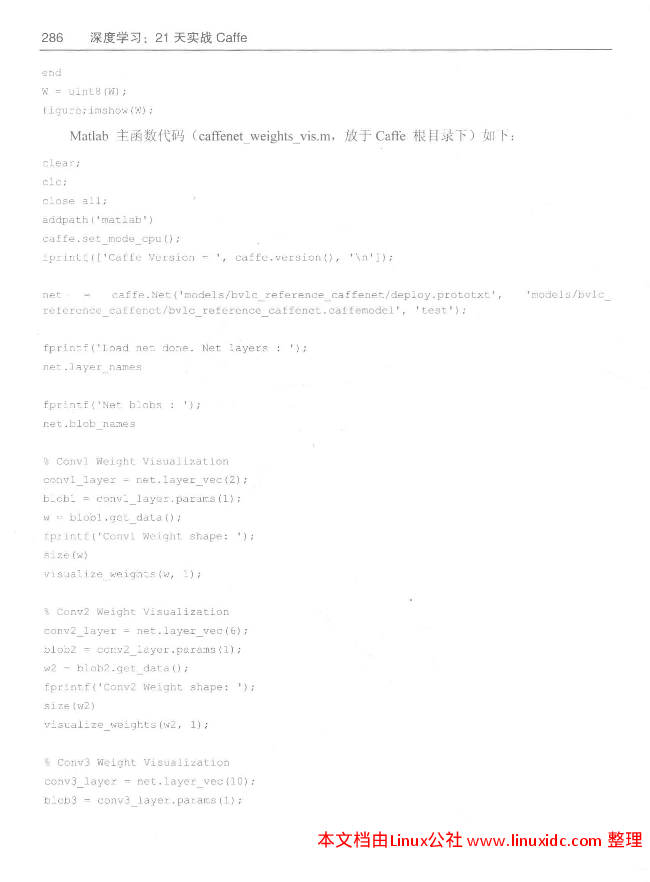 286 深度学习：21 天实战 Caffe
end
W = uint8(W);
figure;imshow(W);
Matlab 主函数代码（caffenet_weights_vis.m，放于 Caffe 根目录下）如下：
clear;
clc;
close all;
addpath('matlab')
caffe.set_mode_cpu();
fprintf(['Caffe Version = ', caffe.version(), '\n']);
net = caffe.Net('models/bvlc_reference_caffenet/deploy.prototxt', 'models/bvlc_
reference_caffenet/bvlc_reference_caffenet.caffemodel', 'test');
fprintf('Load net done. Net layers : ');
net.layer_names
fprintf('Net blobs : ');
net.blob_names
% Conv1 Weight Visualization
conv1_layer = net.layer_vec(2);
blob1 = conv1_layer.params(1);
w = blob1.get_data();
fprintf('Conv1 Weight shape: ');
size(w)
visualize_weights(w, 1);
% Conv2 Weight Visualization
conv2_layer = net.layer_vec(6);
blob2 = conv2_layer.params(1);
w2 = blob2.get_data();
fprintf('Conv2 Weight shape: ');
size(w2)
visualize_weights(w2, 1);
% Conv3 Weight Visualization
conv3_layer = net.layer_vec(10);
blob3 = conv3_layer.params(1);
本文档由Linux公社 www.linuxidc.com 整理